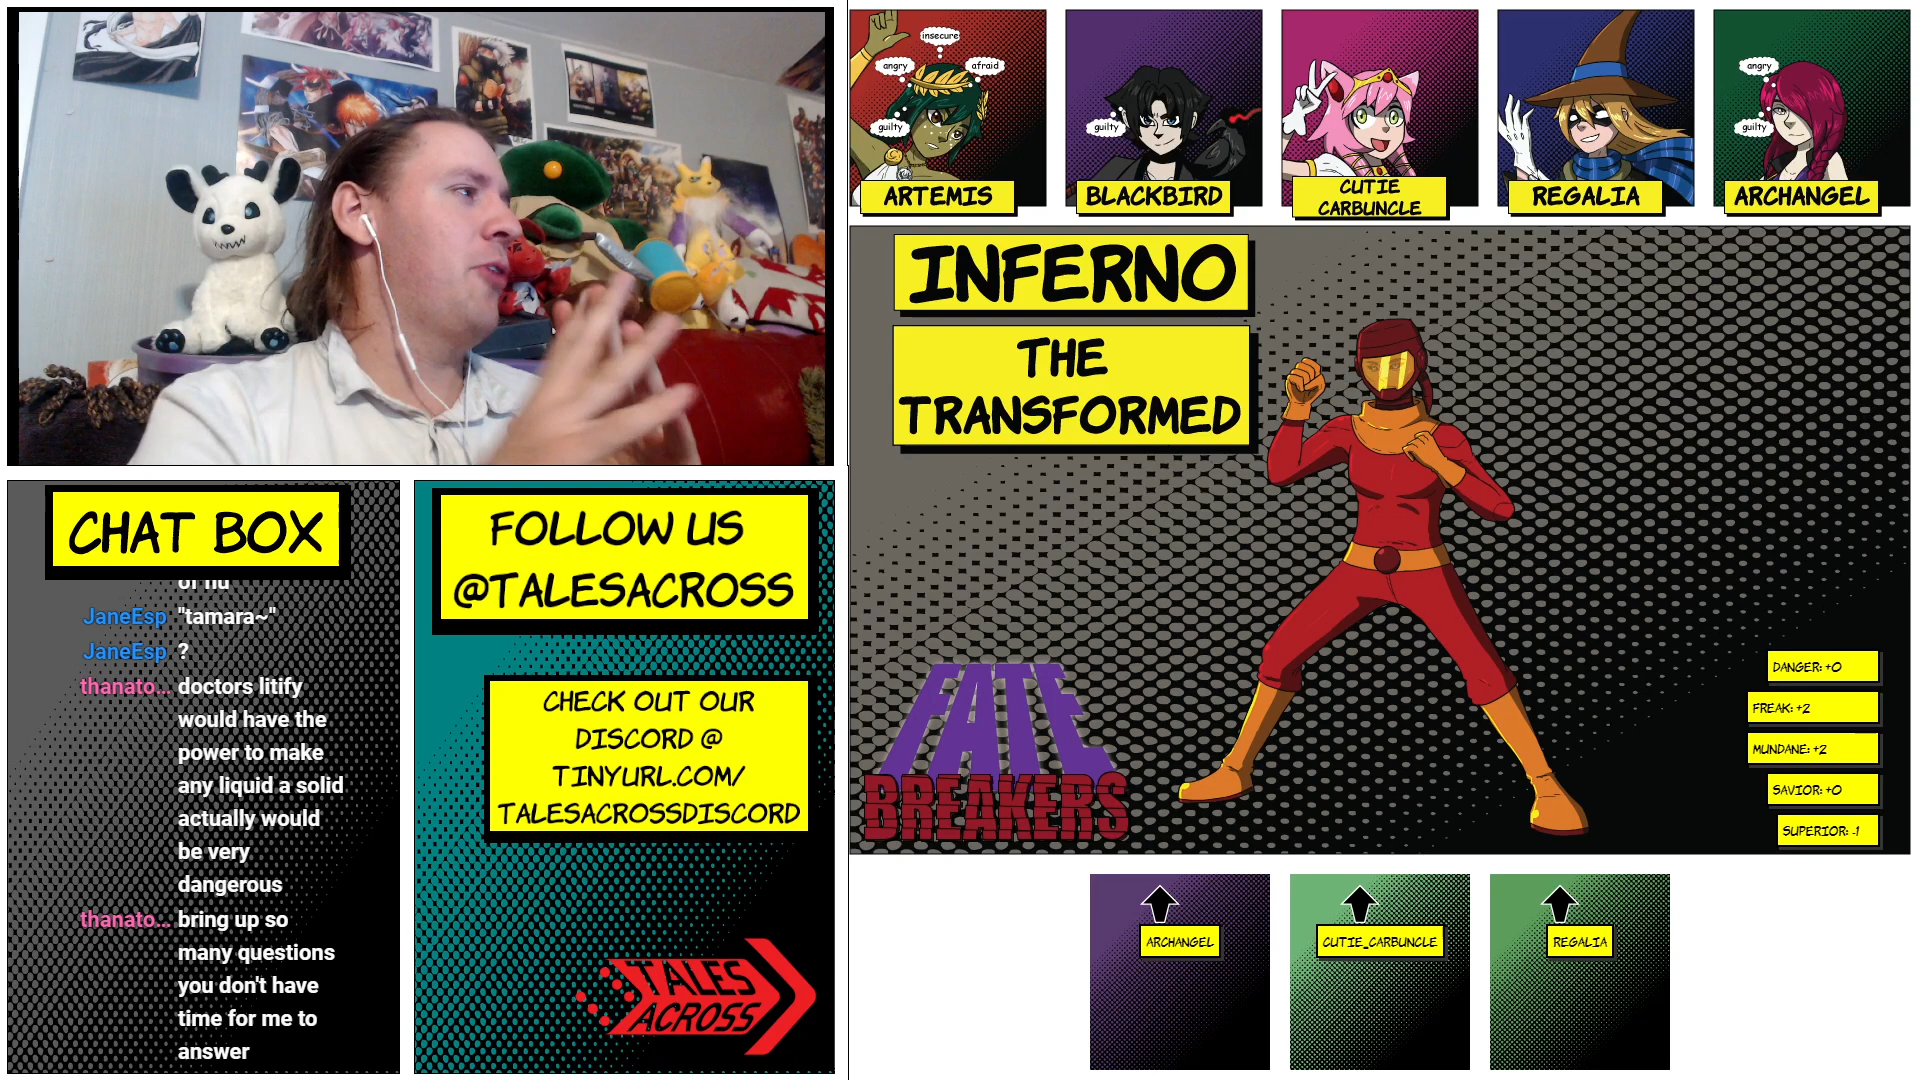 insecure
angry
afraid
guilty
ARTEMIS
guilty
BLACKBIRD
CUTIE
CARBUNCLE
REGALIA
angry
guilty
ARCHANGEL
INFERNO
THE
TRANSFORMED
DANGER: +0
FREAK: +2
MUNDANE: +2
SAVIOR: +0
SUPERIOR: -1
FATE
BREAKERS
CHAT BOX
JaneEsp "tamara~"
JaneEsp ?
thanato... doctors litify
would have the
power to make
any liquid a solid
actually would
be very
dangerous
thanato... bring up so
many questions
you don't have
time for me to
answer
FOLLOW US
@TALESACROSS
CHECK OUT OUR
DISCORD @
TINYURL.COM/
TALESACROSSDISCORD
TALES
ACROSS
ARCHANGEL
CUTIE_CARBUNCLE
REGALIA